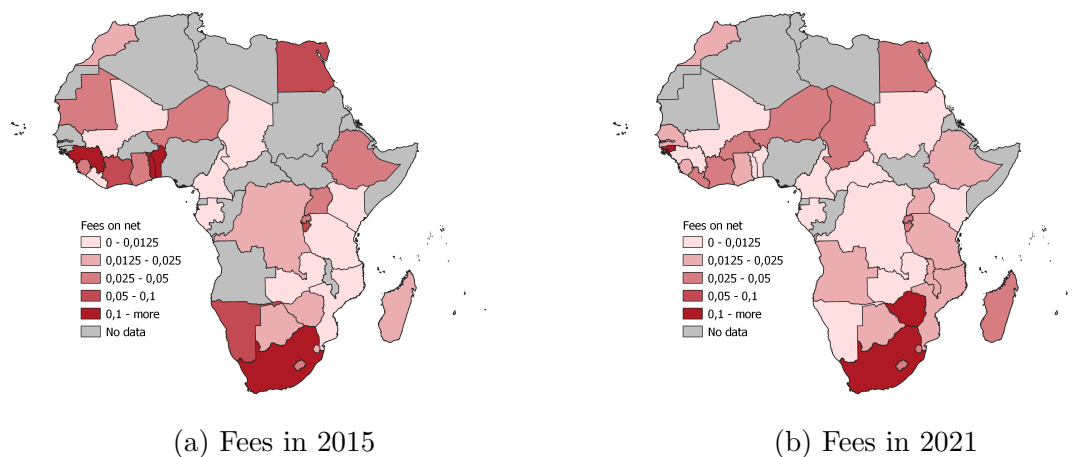 Fees on net
0 - 0,0125
0,0125 - 0,025
0,025 - 0,05
0,05 - 0,1
0,1 - more
No data
Fees on net
0 - 0,0125
0,0125 - 0,025
0,025 - 0,05
0,05 - 0,1
0,1 - more
No data
(a) Fees in 2015
(b) Fees in 2021